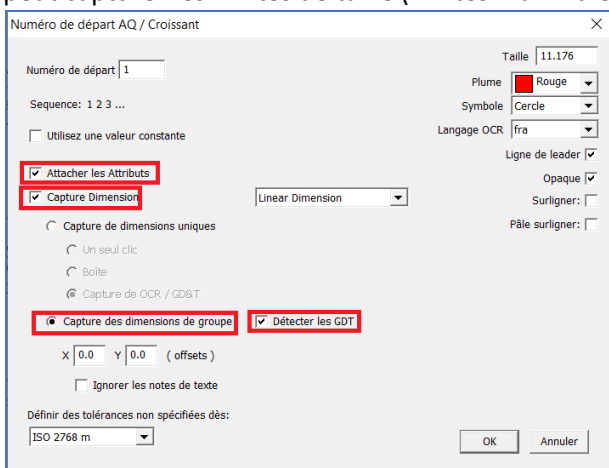 Numéro de départ AQ / Croissant
Taille 11.176
Numéro de départ 1
Plume Rouge
Sequence: 1 2 3 ...
Symbole Cercle
Utilisez une valeur constante
Langage OCR fra
Ligne de leader
Attacher les Attributs
Opaque
Capture Dimension Linear Dimension
Surligner:
Capture de dimensions uniques
Pâle surligner:
Un seul clic
Boîte
Capture de OCR / GD&T
Capture des dimensions de groupe Détecter les GDT
X 0.0 Y 0.0 ( offsets )
Ignorer les notes de texte
Définir des tolérances non spécifiées dès:
ISO 2768 m
OK Annuler